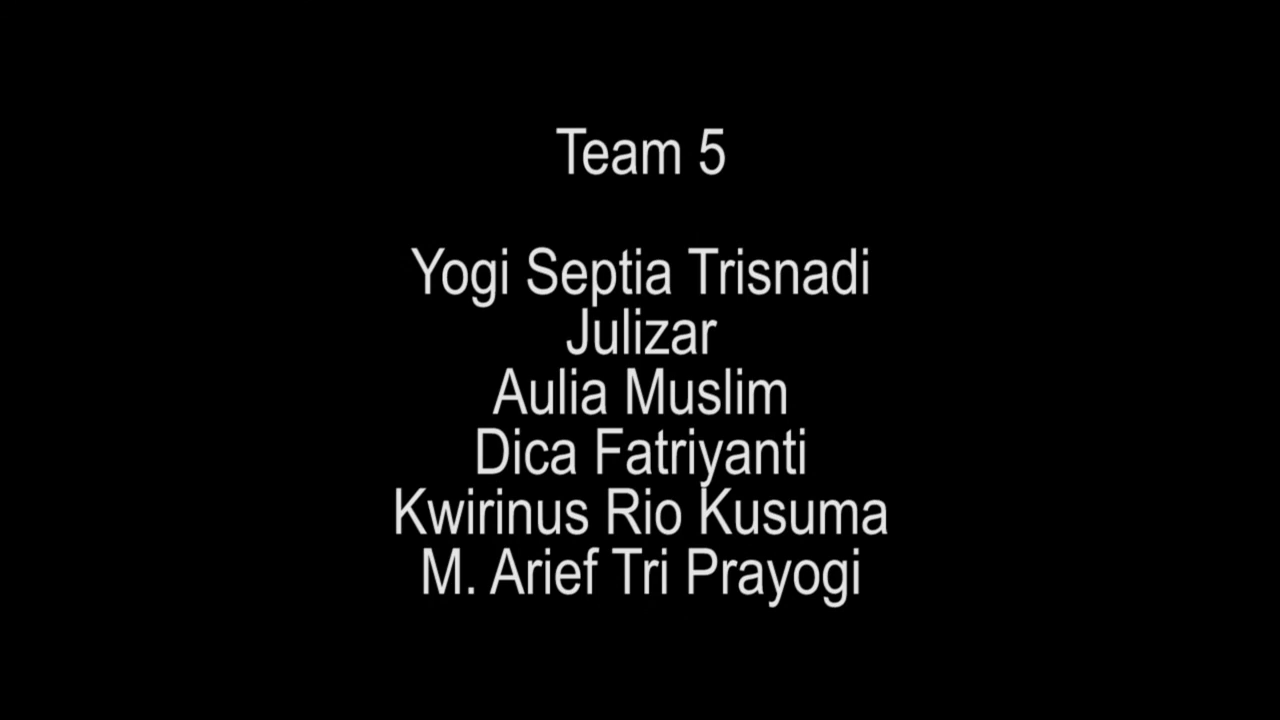 Team 5
Yogi Septia Trisnadi
Julizar
Aulia Muslim
Dica Fatriyanti
Kwirinus Rio Kusuma
M. Arief Tri Prayogi